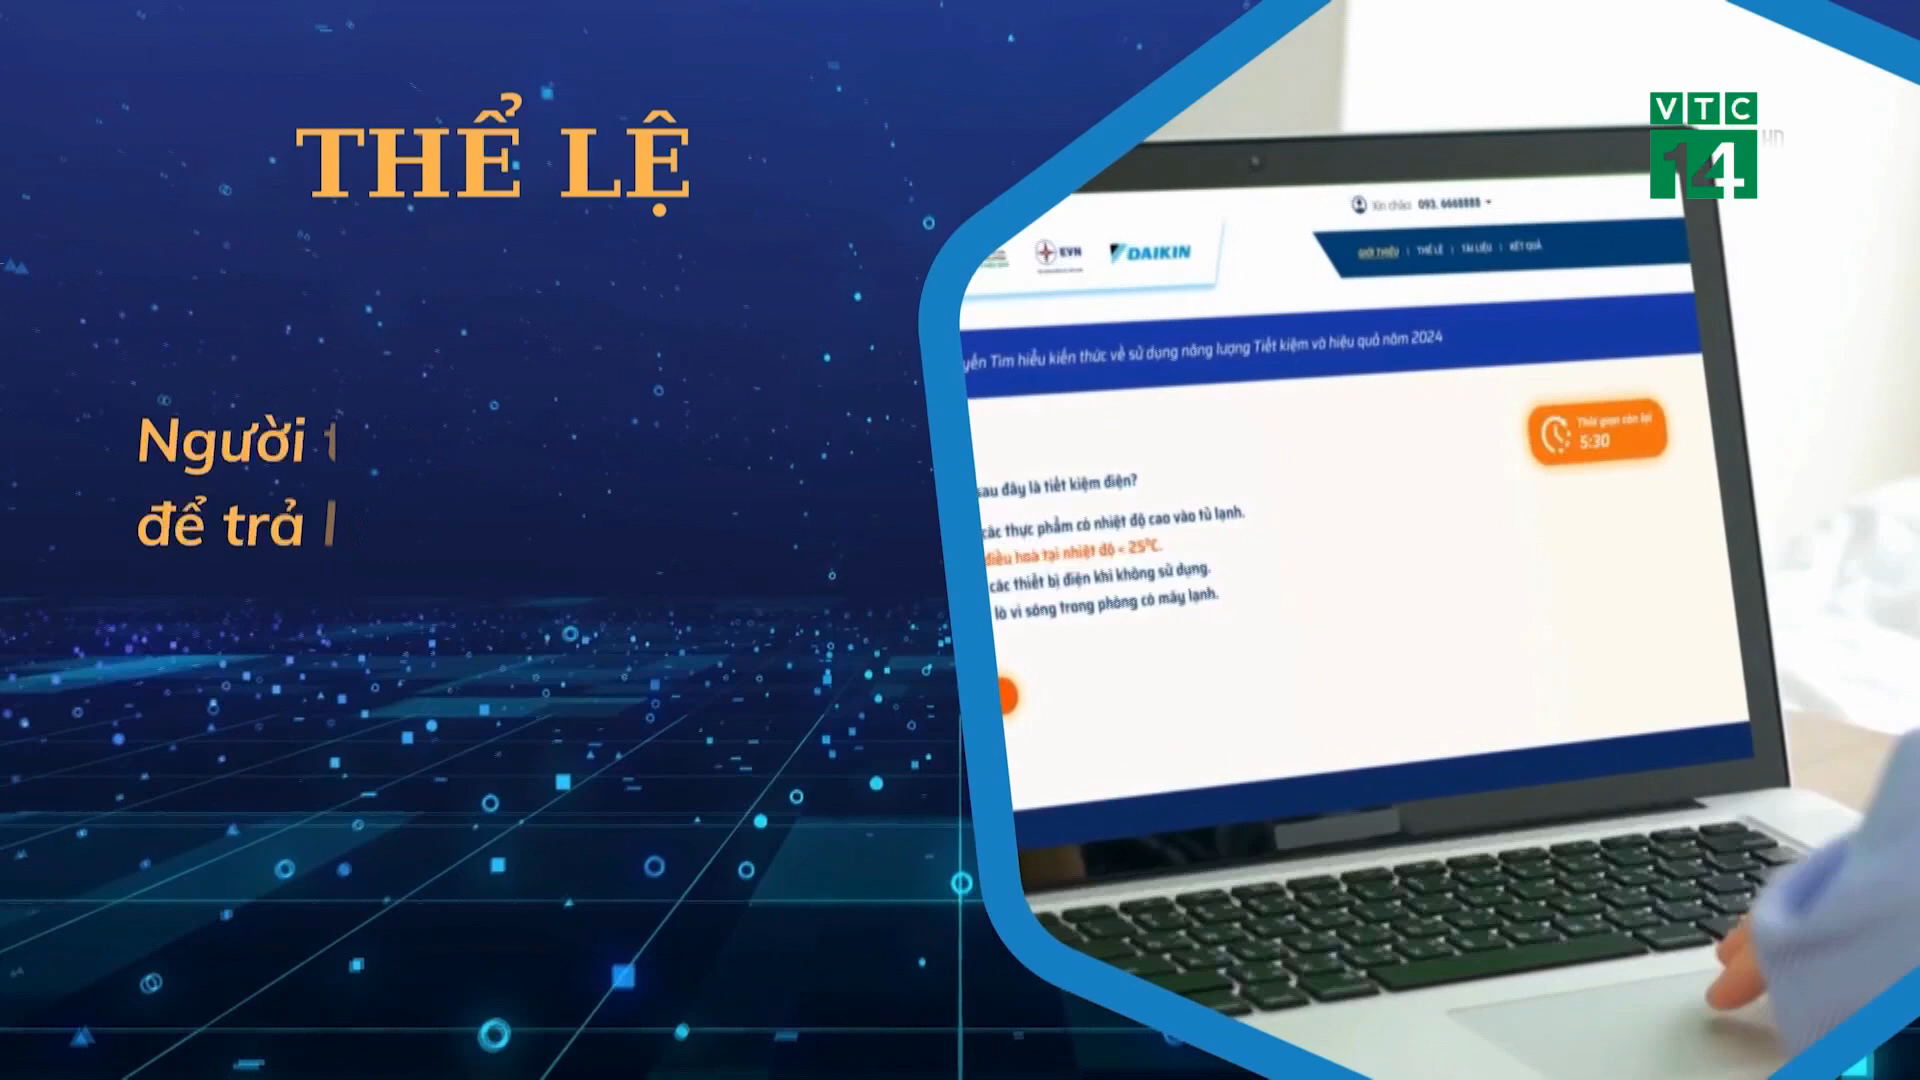 THỂ LỆ
VTC
14
Người
để trả
Xin chào: 093. 6668888
EVN
DAIKIN
GIỚI THIỆU | THỂ LỆ | TÀI LIỆU | KẾT QUẢ
Tìm hiểu kiến thức về sử dụng năng lượng Tiết kiệm và hiệu quả năm 2024
Thời gian còn lại
5:30
sau đây là tiết kiệm điện?
các thực phẩm có nhiệt độ cao vào tủ lạnh.
điều hoà tại nhiệt độ < 25°C.
các thiết bị điện khi không sử dụng.
lò vi sóng trong phòng có máy lạnh.